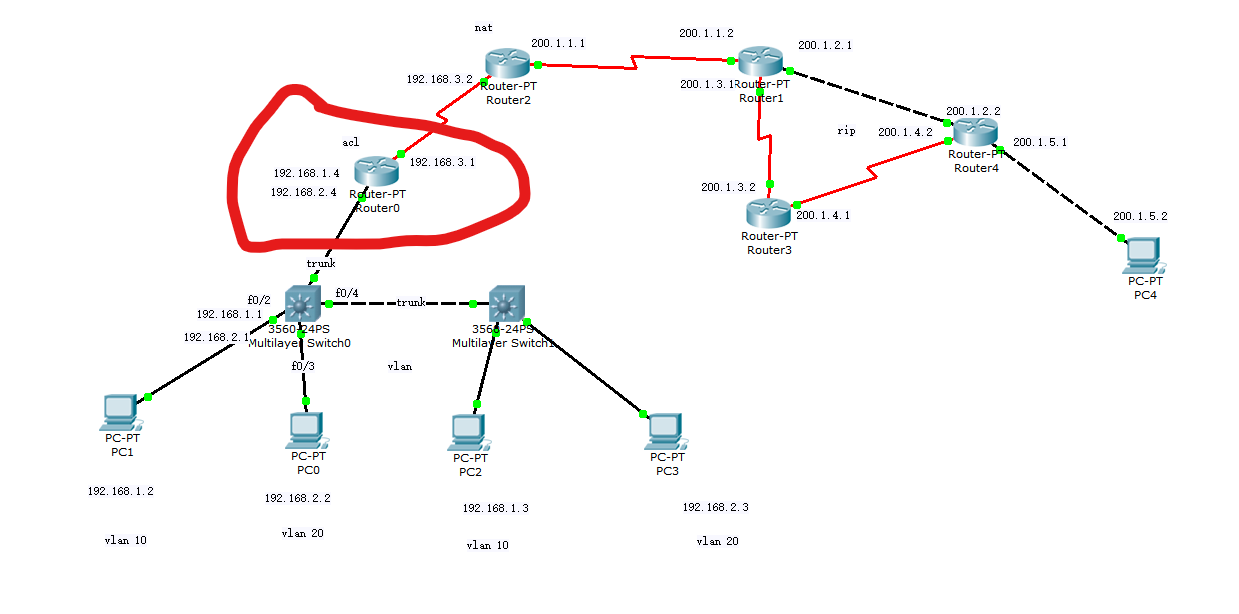 nat
200.1.1.1
200.1.1.2
200.1.2.1
192.168.3.2
Router-PT
Router2
200.1.3.1
Router-PT
Router1
200.1.2.2
rip
200.1.4.2
200.1.5.1
Router-PT
Router4
acl
192.168.3.1
192.168.1.4
192.168.2.4
Router-PT
Router0
200.1.3.2
200.1.4.1
Router-PT
Router3
200.1.5.2
PC-PT
PC4
trunk
f0/2
f0/4
trunk
192.168.1.1
192.168.2.1
3560-24PS
Multilayer Switch0
3560-24PS
Multilayer Switch1
f0/3
vlan
PC-PT
PC1
PC-PT
PC0
PC-PT
PC2
PC-PT
PC3
192.168.1.2
192.168.2.2
192.168.1.3
192.168.2.3
vlan 10
vlan 20
vlan 10
vlan 20